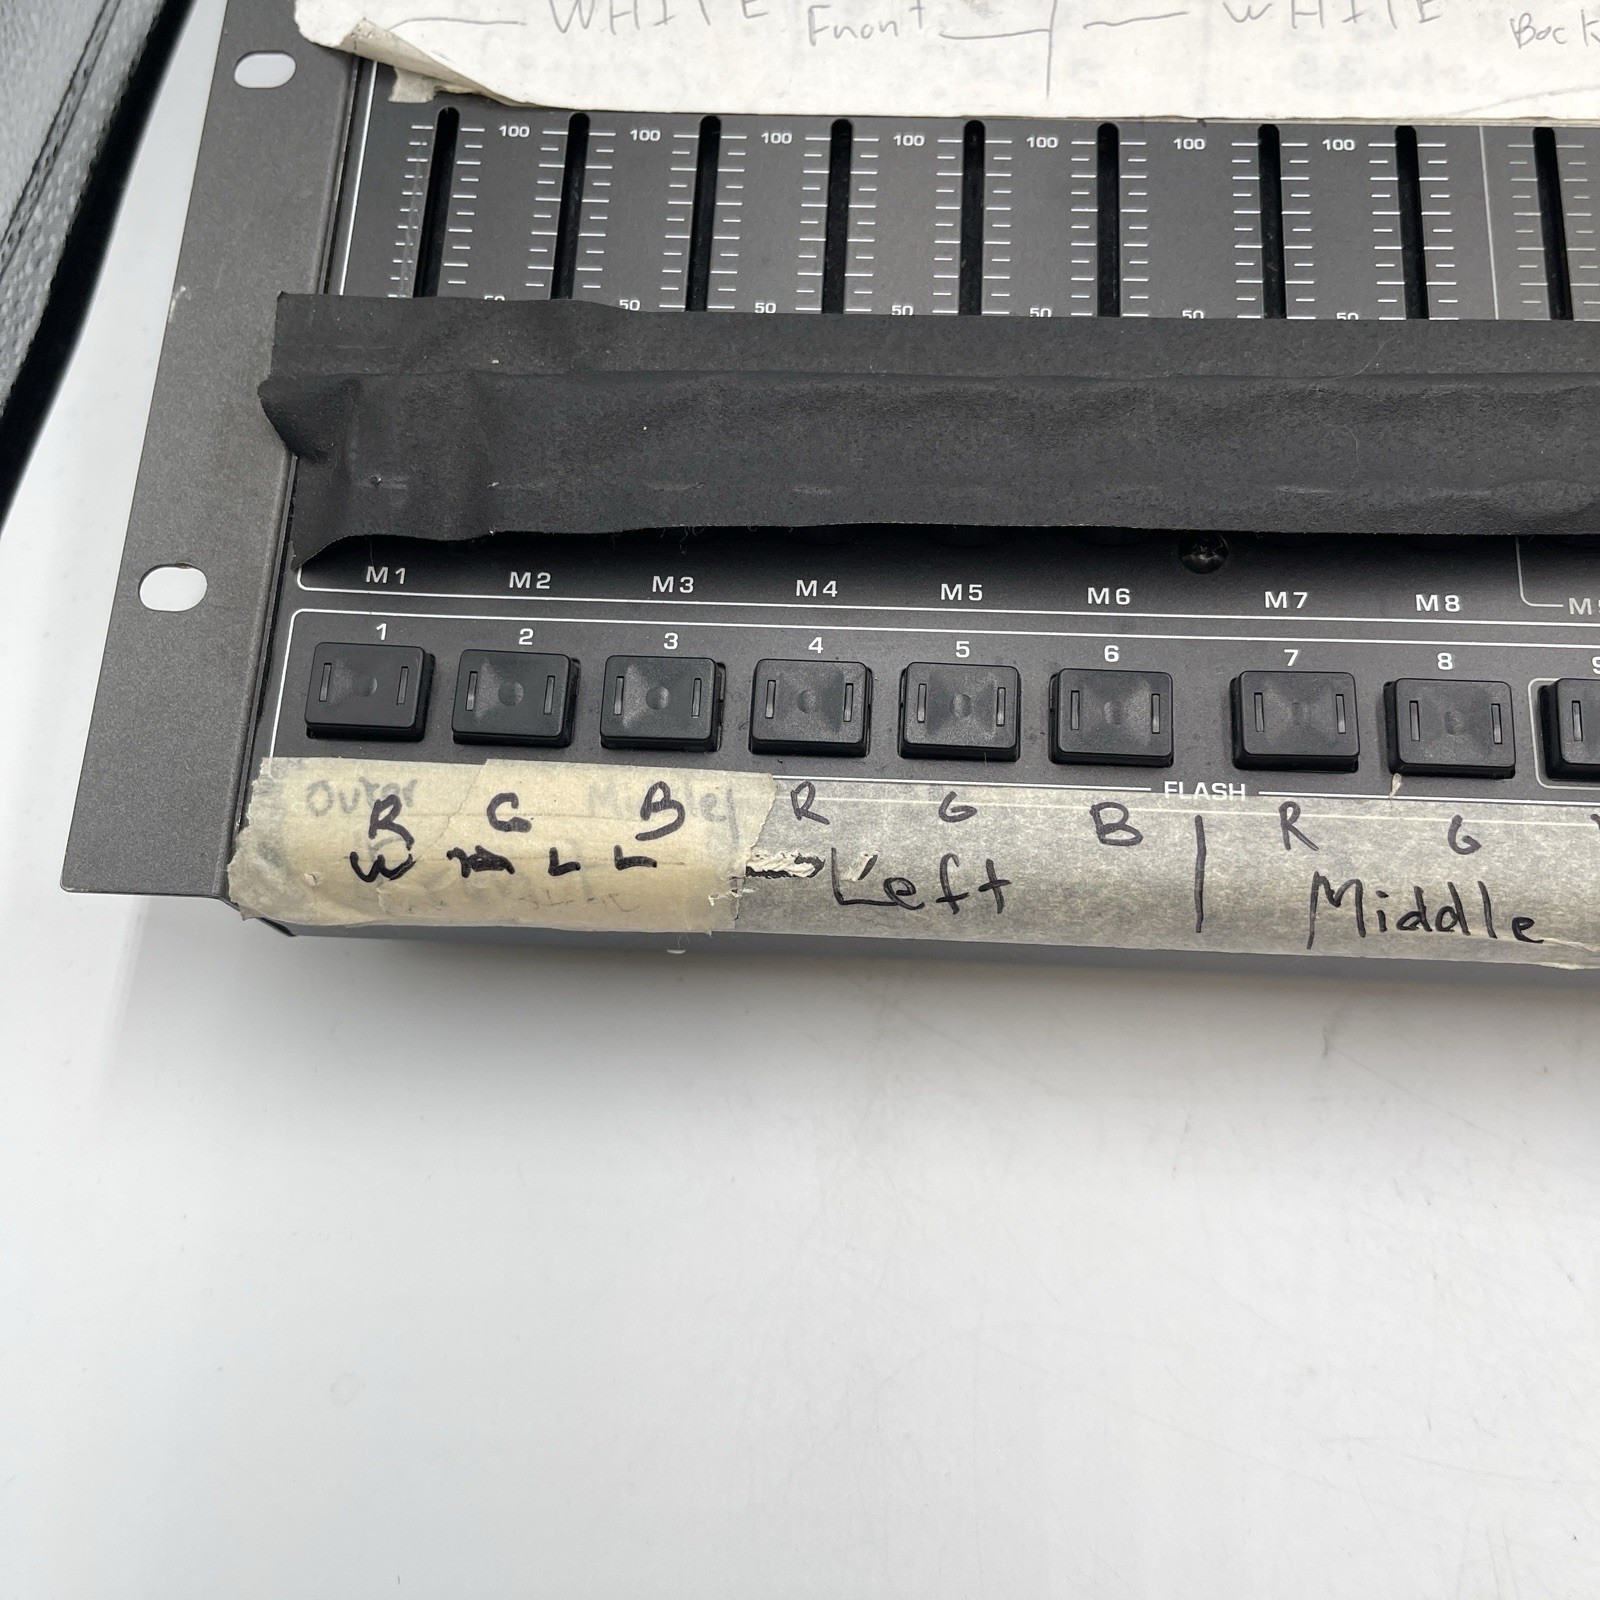 WHITE Front WHITE Back
100 100 100 100 100 100 100
50 50 50 50 50 50 50
M1 M2 M3 M4 M5 M6 M7 M8
1 2 3 4 5 6 7 8
FLASH
Outer
R G B R G B R G
W L L Left Middle